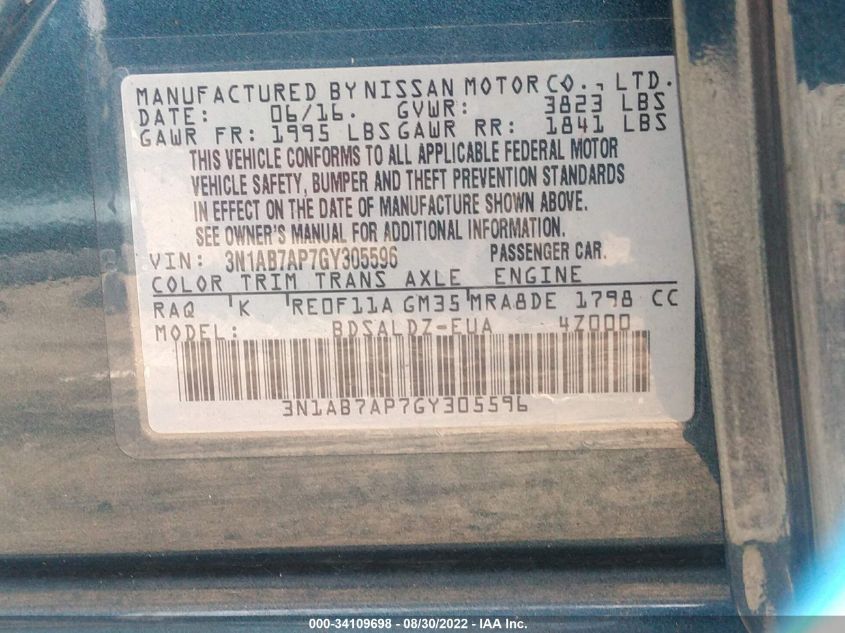 MANUFACTURED BY NISSAN MOTOR CO., LTD.
DATE: 06/16. GVWR: 3823 LBS
GAWR FR: 1995 LBS GAWR RR: 1841 LBS
THIS VEHICLE CONFORMS TO ALL APPLICABLE FEDERAL MOTOR
VEHICLE SAFETY, BUMPER AND THEFT PREVENTION STANDARDS
IN EFFECT ON THE DATE OF MANUFACTURE SHOWN ABOVE.
SEE OWNER'S MANUAL FOR ADDITIONAL INFORMATION.
VIN: 3N1AB7AP7GY305596 PASSENGER CAR.
COLOR TRIM TRANS AXLE ENGINE
RAQ K RE0F11A GM35 MRA8DE 1798 CC
MODEL: BDSALDZ-EUA 4Z000
3N1AB7AP7GY305596
000-34109698 - 08/30/2022 - IAA Inc.